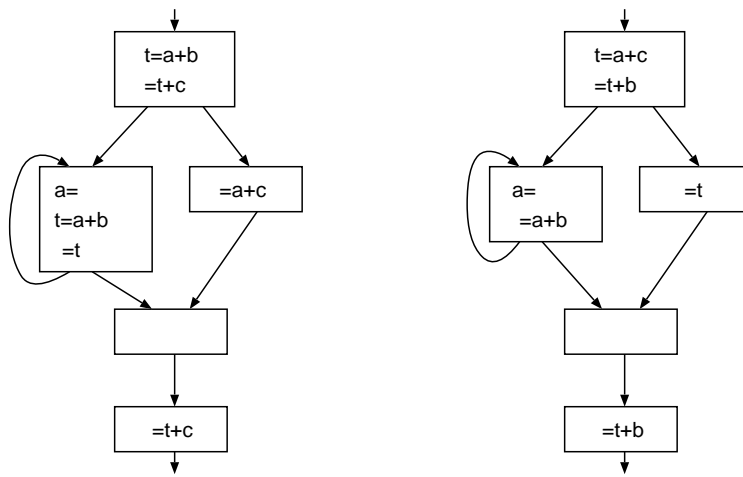 t=a+b
=t+c
a=
t=a+b
=t
=a+c
=t+c
t=a+c
=t+b
a=
=a+b
=t
=t+b